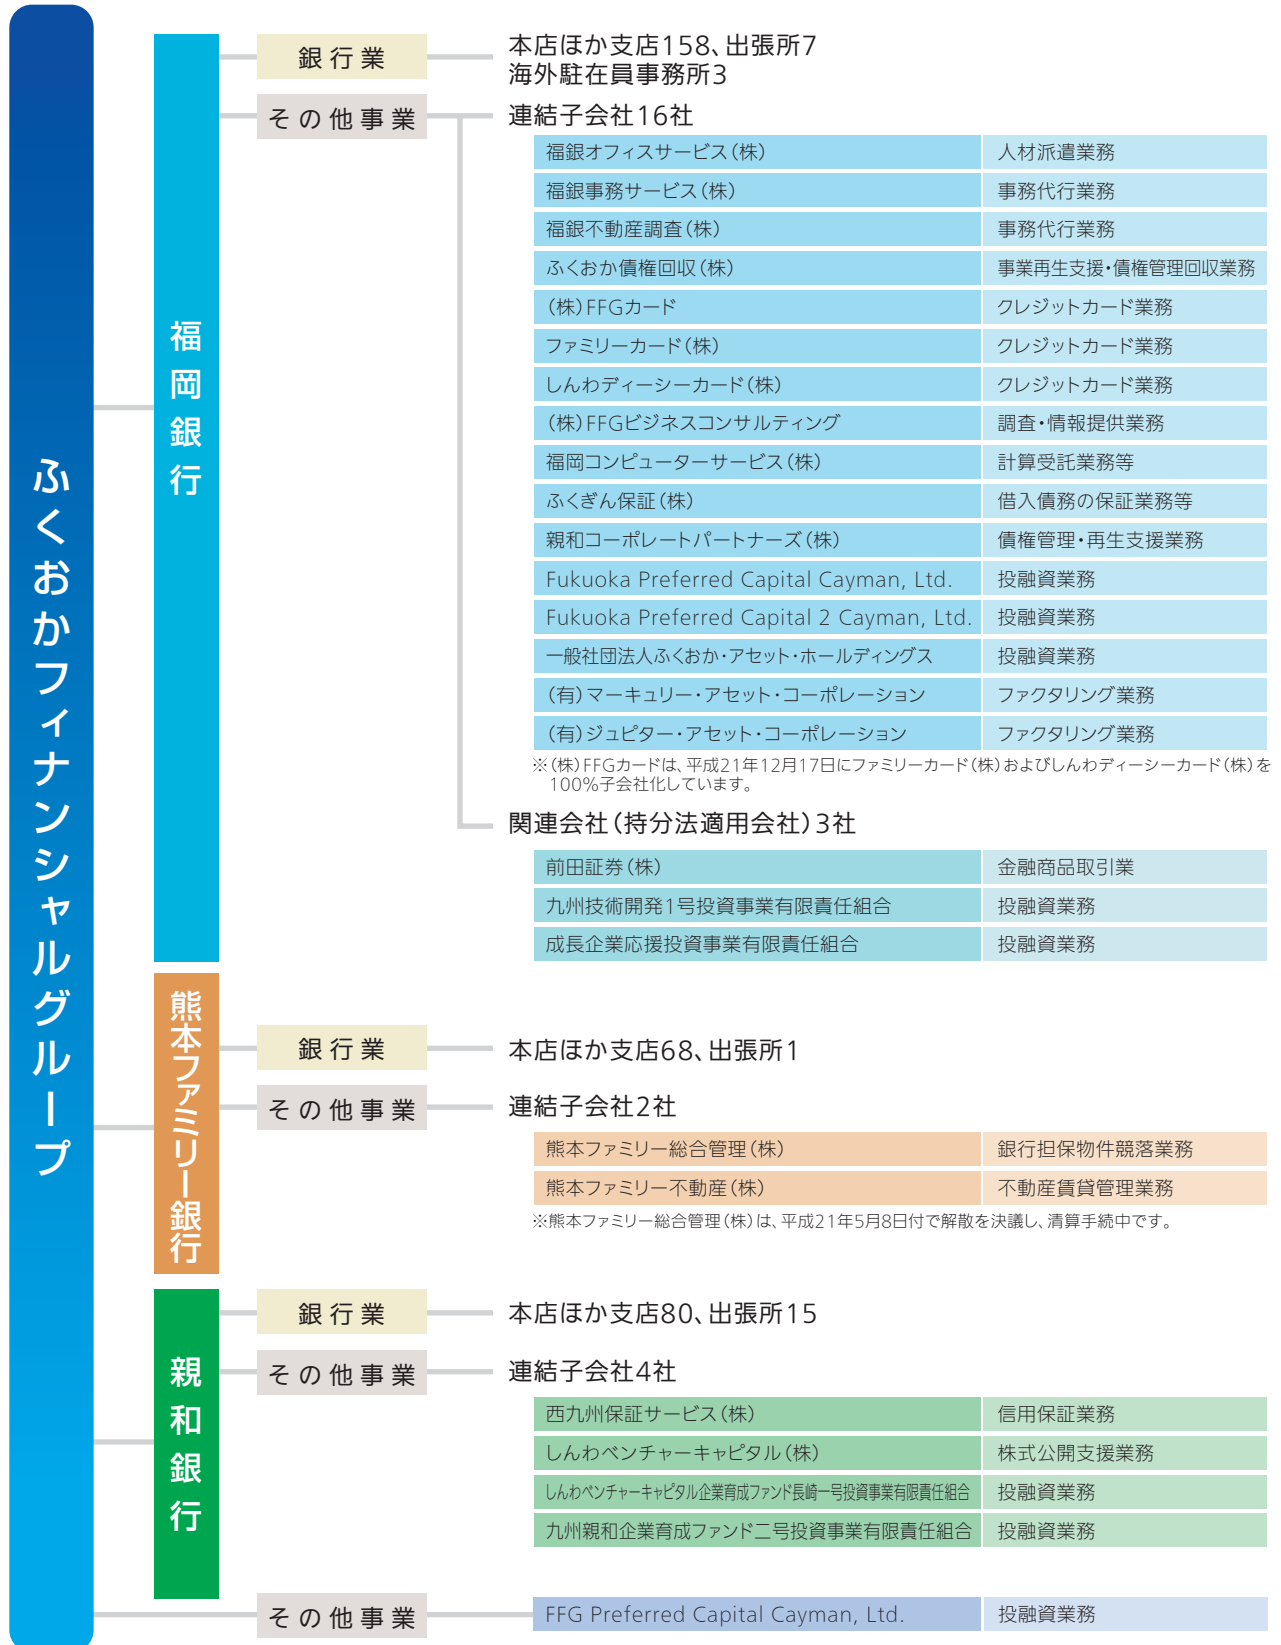 ふくおかフィナンシャルグループ
福岡銀行
銀行業
本店ほか支店158、出張所7
海外駐在員事務所3
その他事業
連結子会社16社
福銀オフィスサービス(株) 人材派遣業務
福銀事務サービス(株) 事務代行業務
福銀不動産調査(株) 事務代行業務
ふくおか債権回収(株) 事業再生支援・債権管理回収業務
(株)FFGカード クレジットカード業務
ファミリーカード(株) クレジットカード業務
しんわディーシーカード(株) クレジットカード業務
(株)FFGビジネスコンサルティング 調査・情報提供業務
福岡コンピューターサービス(株) 計算受託業務等
ふくぎん保証(株) 借入債務の保証業務等
親和コーポレートパートナーズ(株) 債権管理・再生支援業務
Fukuoka Preferred Capital Cayman, Ltd. 投融資業務
Fukuoka Preferred Capital 2 Cayman, Ltd. 投融資業務
一般社団法人ふくおか・アセット・ホールディングス 投融資業務
(有)マーキュリー・アセット・コーポレーション ファクタリング業務
(有)ジュピター・アセット・コーポレーション ファクタリング業務
※(株)FFGカードは、平成21年12月17日にファミリーカード(株)およびしんわディーシーカード(株)を
100%子会社化しています。
関連会社(持分法適用会社)3社
前田証券(株) 金融商品取引業
九州技術開発1号投資事業有限責任組合 投融資業務
成長企業応援投資事業有限責任組合 投融資業務
熊本ファミリー銀行
銀行業
本店ほか支店68、出張所1
その他事業
連結子会社2社
熊本ファミリー総合管理(株) 銀行担保物件競落業務
熊本ファミリー不動産(株) 不動産賃貸管理業務
※熊本ファミリー総合管理(株)は、平成21年5月8日付で解散を決議し、清算手続中です。
親和銀行
銀行業
本店ほか支店80、出張所15
その他事業
連結子会社4社
西九州保証サービス(株) 信用保証業務
しんわベンチャーキャピタル(株) 株式公開支援業務
しんわベンチャーキャピタル企業育成ファンド長崎一号投資事業有限責任組合 投融資業務
九州親和企業育成ファンド二号投資事業有限責任組合 投融資業務
その他事業
FFG Preferred Capital Cayman, Ltd. 投融資業務